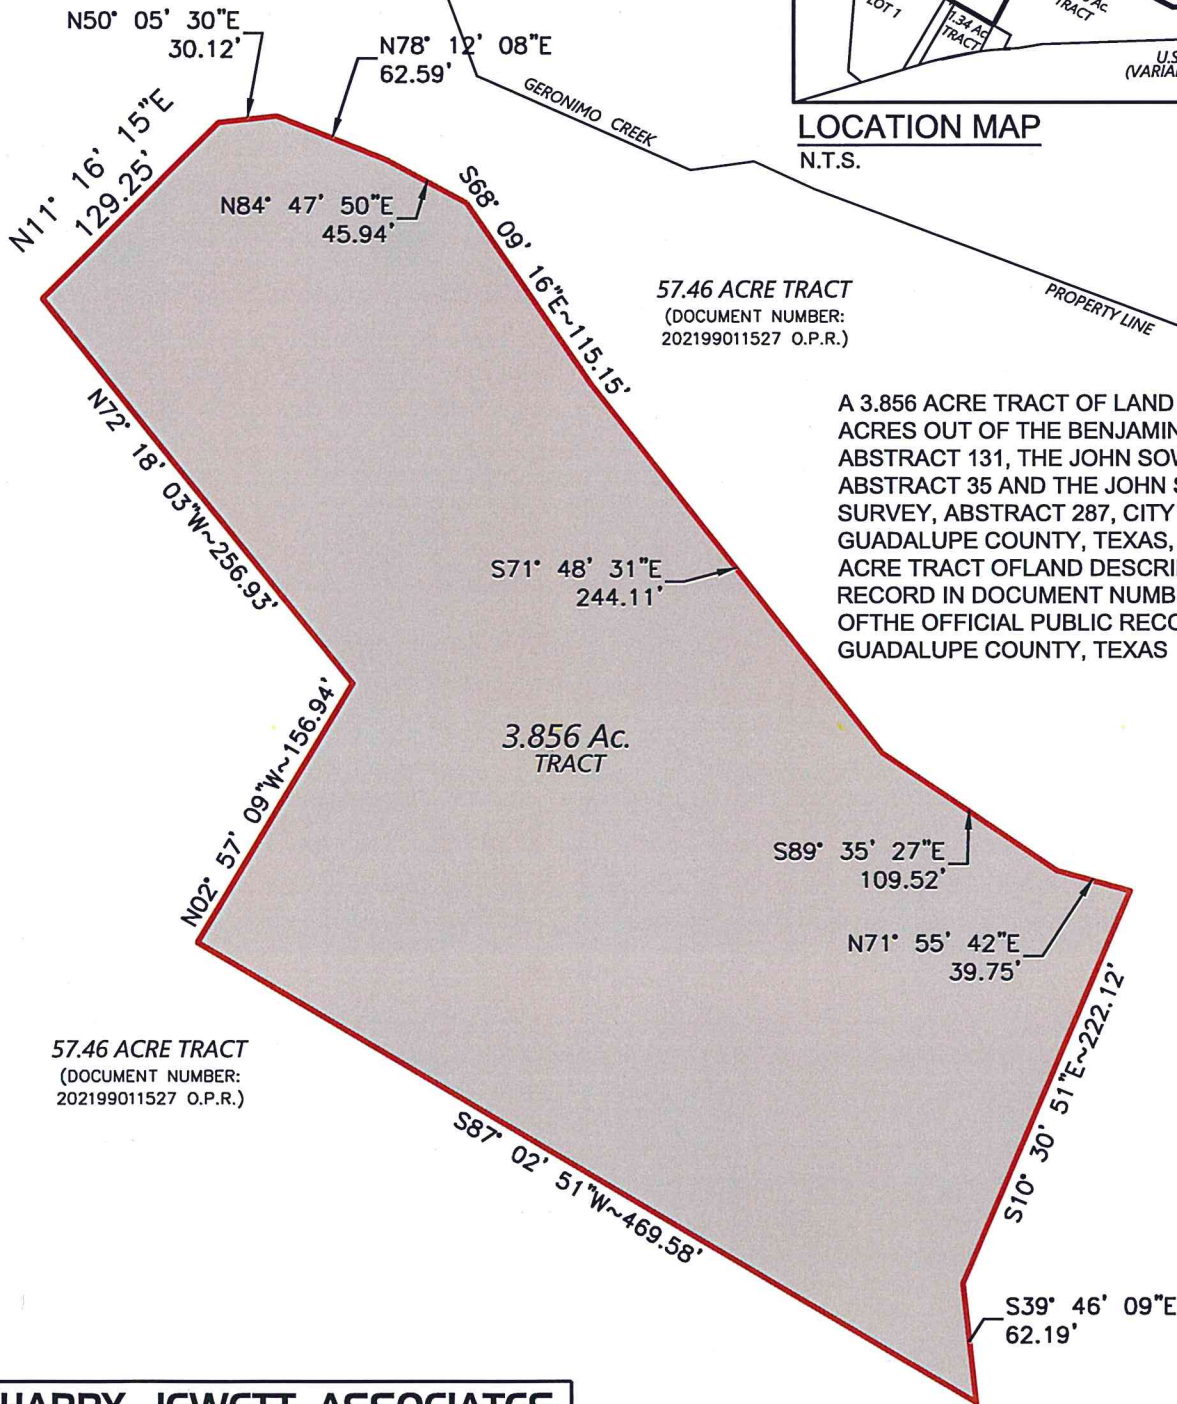 N50° 05' 30"E
30.12'
N78° 12' 08"E
62.59'
GERONIMO CREEK
LOT 1
1.34 Ac.
TRACT
Ac.
TRACT
U.S
(VARIA
LOCATION MAP
N.T.S.
N11° 16' 15"E
129.25'
N84° 47' 50"E
45.94'
S68° 09' 16"E~115.15'
57.46 ACRE TRACT
(DOCUMENT NUMBER:
202199011527 O.P.R.)
PROPERTY LINE
A 3.856 ACRE TRACT OF LAND
ACRES OUT OF THE BENJAMIN
ABSTRACT 131, THE JOHN SOW
ABSTRACT 35 AND THE JOHN S
SURVEY, ABSTRACT 287, CITY
GUADALUPE COUNTY, TEXAS,
ACRE TRACT OFLAND DESCRI
RECORD IN DOCUMENT NUMB
OFTHE OFFICIAL PUBLIC RECO
GUADALUPE COUNTY, TEXAS
N72° 18' 03"W~256.93'
S71° 48' 31"E
244.11'
3.856 Ac.
TRACT
N02° 57' 09"W~156.94'
S89° 35' 27"E
109.52'
N71° 55' 42"E
39.75'
S10° 30' 51"E~222.12'
57.46 ACRE TRACT
(DOCUMENT NUMBER:
202199011527 O.P.R.)
S87° 02' 51"W~469.58'
S39° 46' 09"E
62.19'
HARRY JEWETT ASSOCIATES